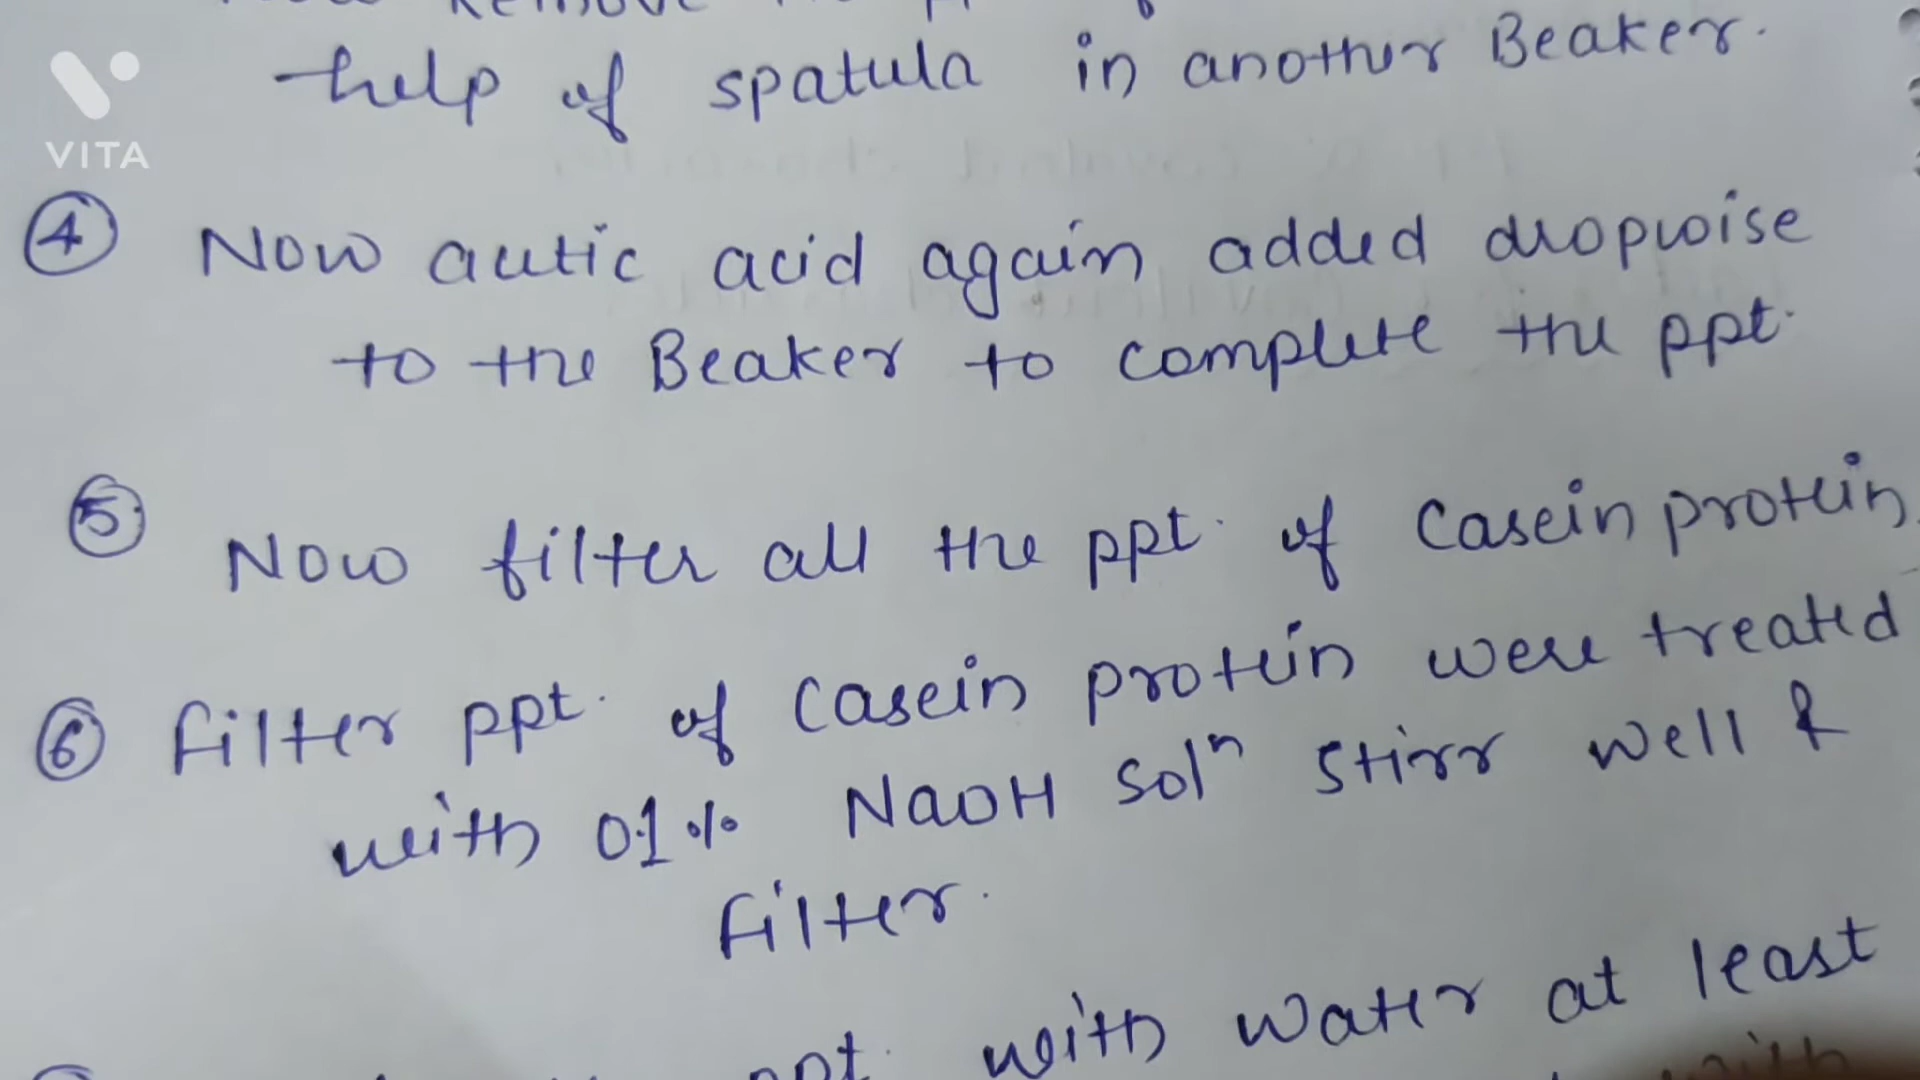 VITA
help of spatula in another Beaker.
④ Now acetic acid again added dropwise
to the Beaker to complete the ppt.
⑤ Now filter all the ppt. of Casein protein.
⑥ filter ppt. of Casein protein were treated
with 0.1% NaOH solⁿ stirr well &
filter.
ppt. with water at least
with